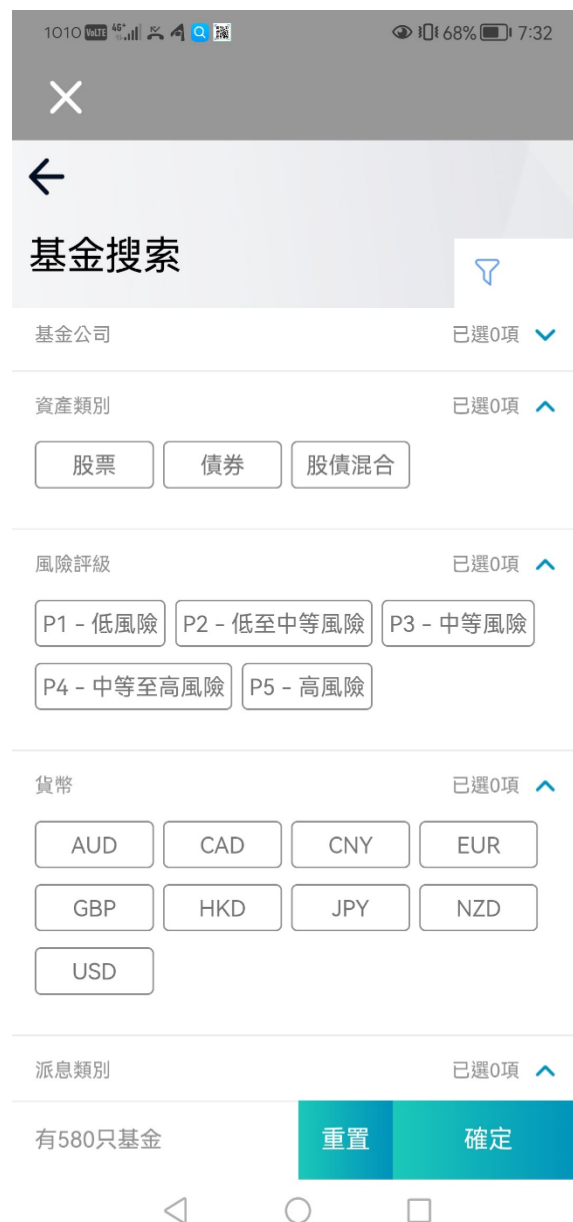 1010 VoLTE 4G+ 68% 7:32
基金搜索
基金公司 已選0項
資產類別 已選0項
股票 債券 股債混合
風險評級 已選0項
P1 – 低風險 P2 – 低至中等風險 P3 – 中等風險
P4 – 中等至高風險 P5 – 高風險
貨幣 已選0項
AUD CAD CNY EUR
GBP HKD JPY NZD
USD
派息類別 已選0項
有580只基金 重置 確定